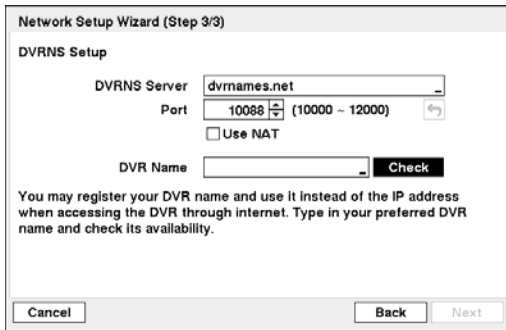 Network Setup Wizard (Step 3/3)
DVRNS Setup
DVRNS Server dvrnames.net
Port 10088 (10000 ~ 12000)
Use NAT
DVR Name Check
You may register your DVR name and use it instead of the IP address
when accessing the DVR through internet. Type in your preferred DVR
name and check its availability.
Cancel Back Next